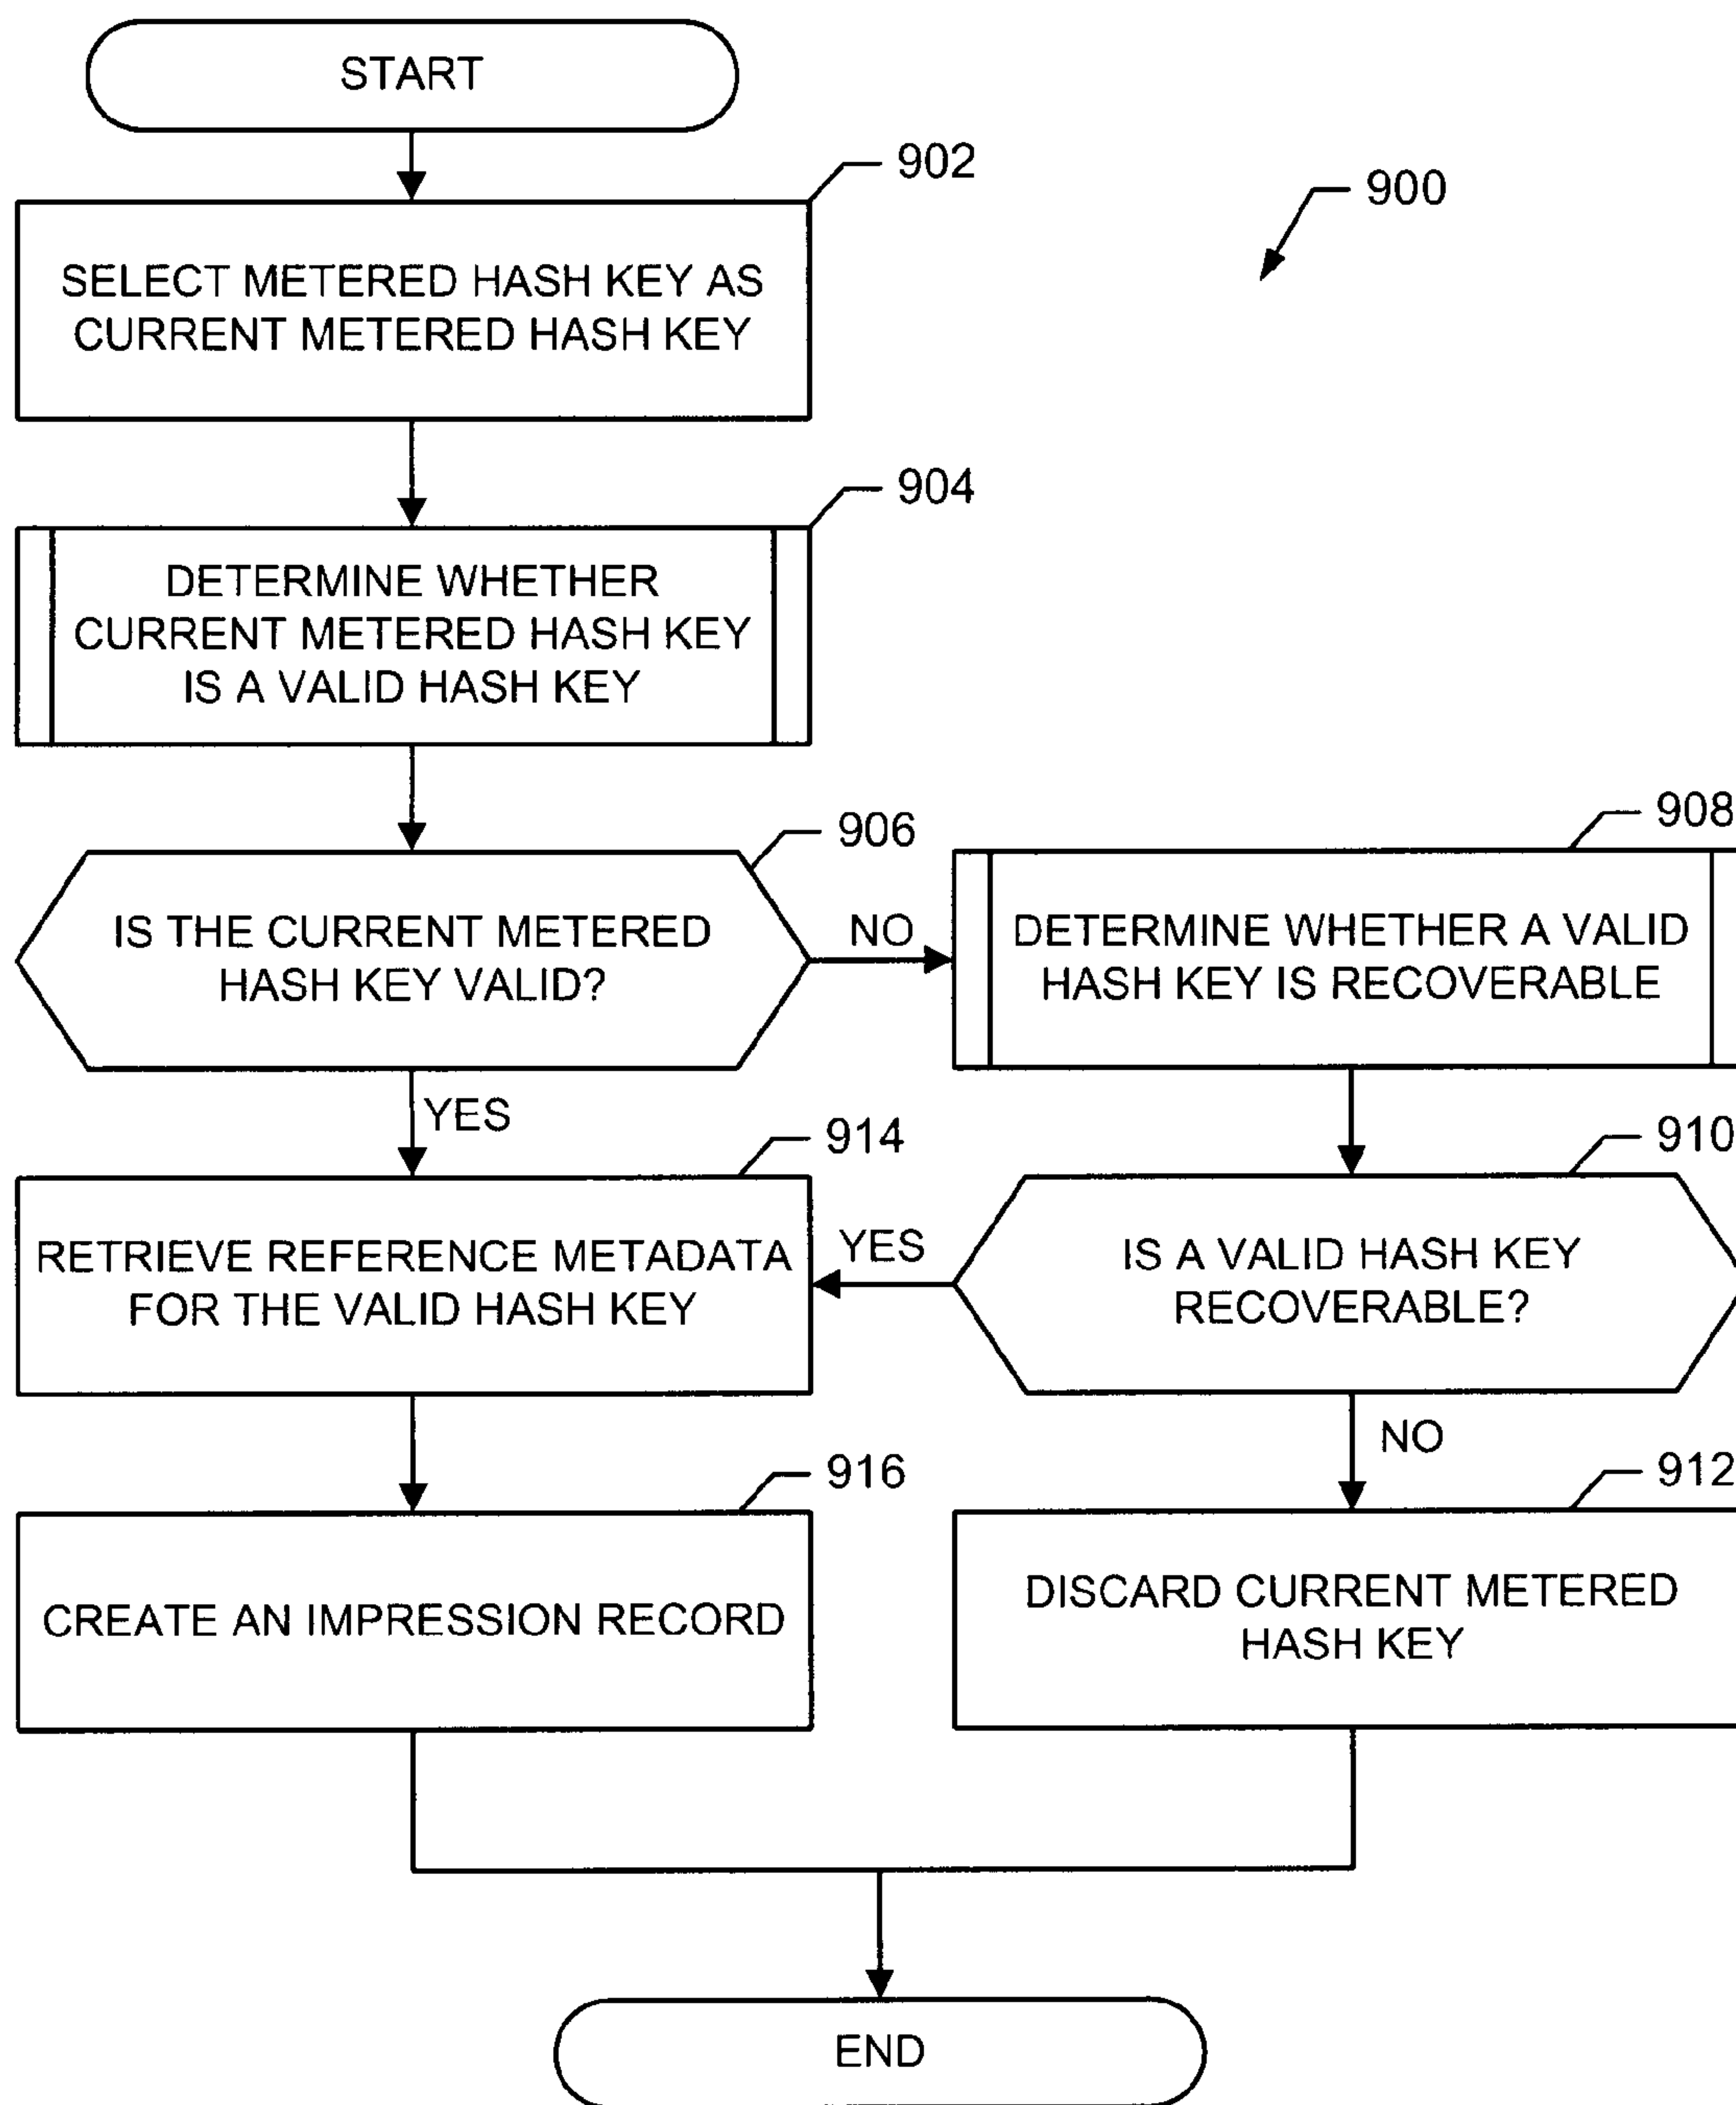 START
902
900
SELECT METERED HASH KEY AS
CURRENT METERED HASH KEY
904
DETERMINE WHETHER
CURRENT METERED HASH KEY
IS A VALID HASH KEY
906
908
IS THE CURRENT METERED
HASH KEY VALID?
NO
DETERMINE WHETHER A VALID
HASH KEY IS RECOVERABLE
YES
914
910
RETRIEVE REFERENCE METADATA
FOR THE VALID HASH KEY
YES
IS A VALID HASH KEY
RECOVERABLE?
NO
916
912
CREATE AN IMPRESSION RECORD
DISCARD CURRENT METERED
HASH KEY
END